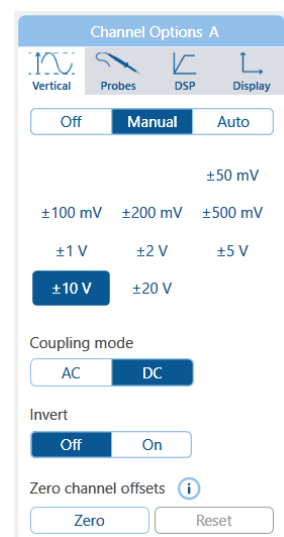 Channel Options A
Vertical Probes DSP Display
Off Manual Auto
±50 mV
±100 mV ±200 mV ±500 mV
±1 V ±2 V ±5 V
±10 V ±20 V
Coupling mode
AC DC
Invert
Off On
Zero channel offsets i
Zero Reset